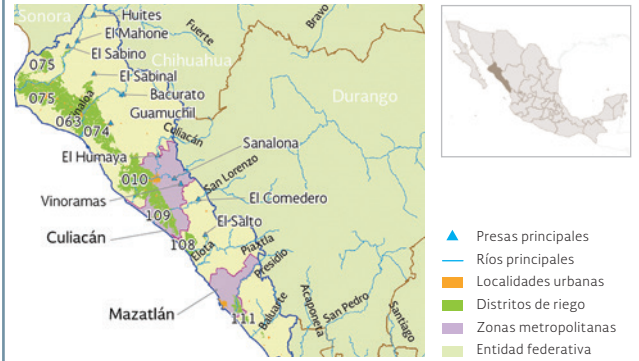 Sonora
Huites
El Mahone
Fuerte
Bravo
El Sabino
Chihuahua
075
El Sabinal
075
Bacurato
Durango
Sinaloa
063
074
Guamuchil
Culiacán
El Humaya
Sanalona
010
San Lorenzo
Vinoramas
El Comedero
109
El Salto
Culiacán
108
Elota
Piaxtla
Presidio
Mazatlán
111
Baluarte
Acaponeta
San Pedro
Santiago
Presas principales
Ríos principales
Localidades urbanas
Distritos de riego
Zonas metropolitanas
Entidad federativa